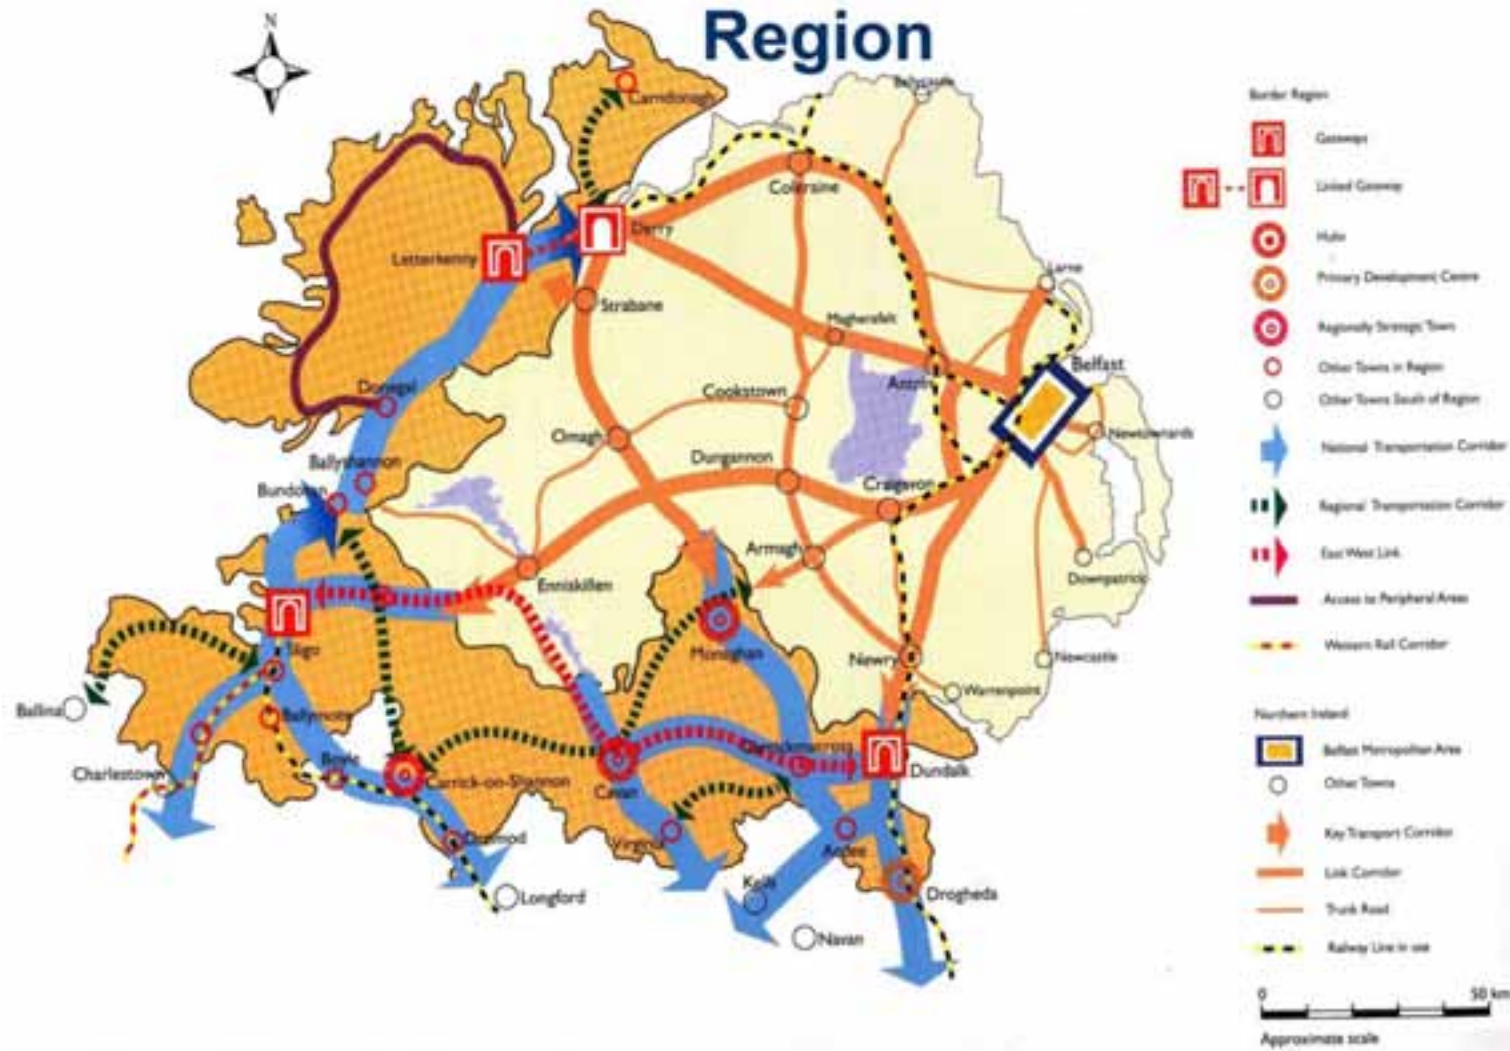 Region
N
Ballycastle
Carndonagh
Coleraine
Derry
Letterkenny
Larne
Strabane
Magherafelt
Belfast
Antrim
Donegal
Cookstown
Newtownards
Omagh
Ballyshannon
Dungannon
Bundoran
Craigavon
Armagh
Downpatrick
Enniskillen
Sligo
Monaghan
Newry
Newcastle
Warrenpoint
Ballina
Ballymote
Carrickmacross
Boyle
Charlestown
Carrick-on-Shannon
Dundalk
Cavan
Virginia
Dromod
Ardee
Kells
Longford
Drogheda
Navan
Border Region
Gateways
Linked Gateway
Hubs
Primary Development Centre
Regionally Strategic Town
Other Towns in Region
Other Towns South of Region
National Transportation Corridor
Regional Transportation Corridor
East West Link
Access to Peripheral Areas
Western Rail Corridor
Northern Ireland
Belfast Metropolitan Area
Other Towns
Key Transport Corridor
Link Corridor
Trunk Road
Railway Line in use
0 50 km
Approximate scale